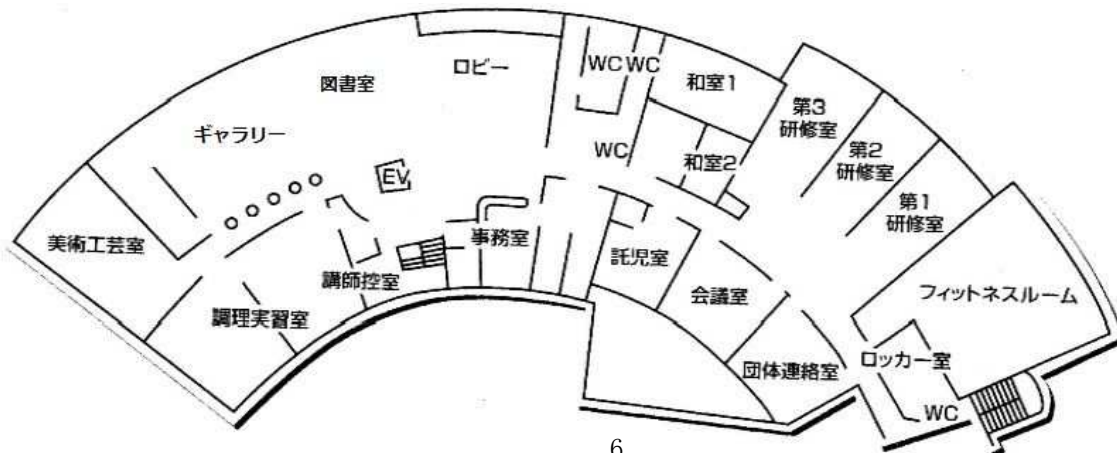 ロビー
図書室
ギャラリー
美術工芸室
調理実習室
講師控室
EV
事務室
WC
WC
WC
和室1
和室2
第3
研修室
第2
研修室
第1
研修室
託児室
会議室
団体連絡室
フィットネスルーム
ロッカー室
WC
6